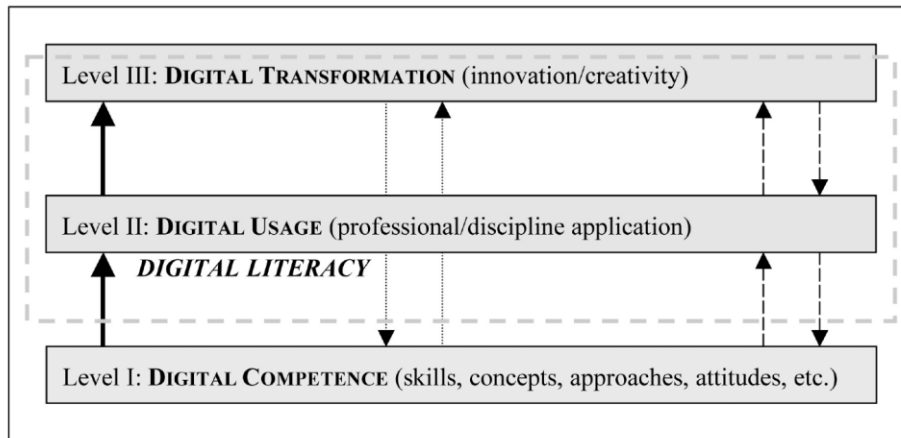 Level III: DIGITAL TRANSFORMATION (innovation/creativity)
Level II: DIGITAL USAGE (professional/discipline application)
DIGITAL LITERACY
Level I: DIGITAL COMPETENCE (skills, concepts, approaches, attitudes, etc.)